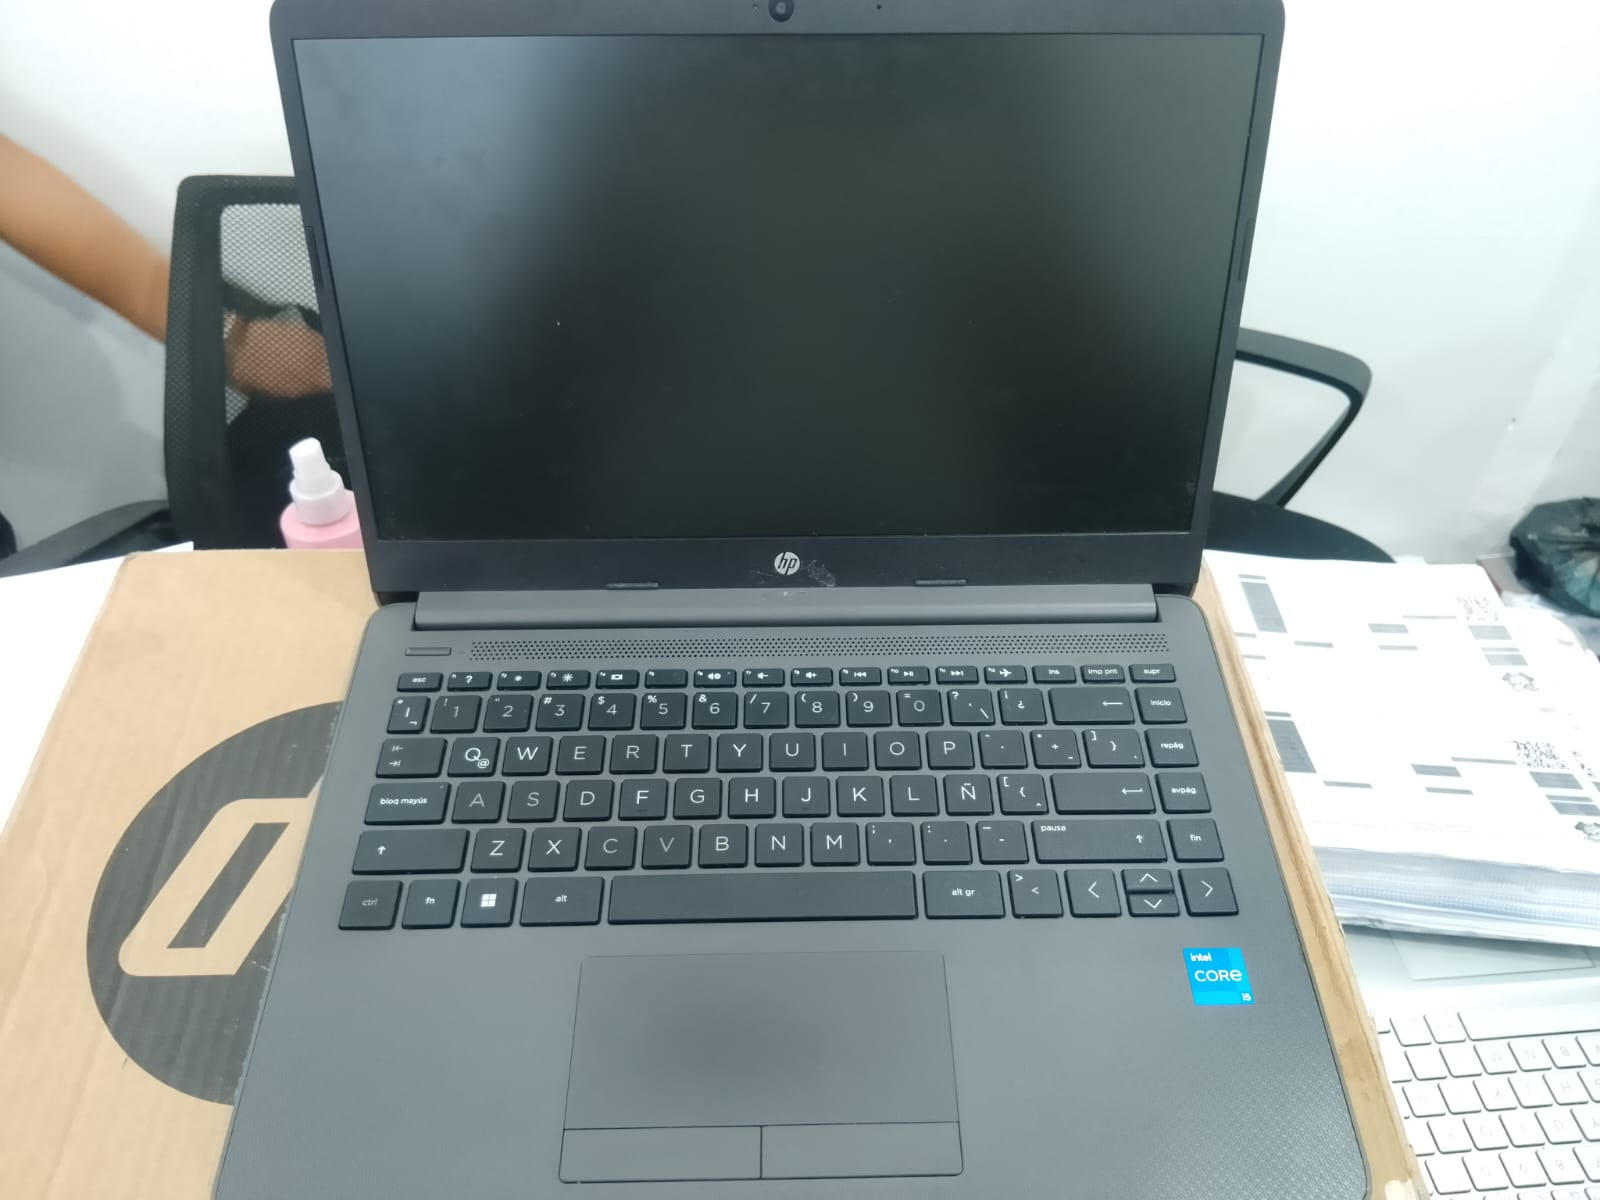 hp
esc ? ins imp pnt supr
° | ¬ ! 1 " 2 # 3 $ 4 % 5 & 6 / 7 ( 8 ) 9 = 0 ? ' \ ¡ ¿ ← inicio
Q @ W E R T Y U I O P ¨ ´ * + ~ ] } ` repág
bloq mayús A S D F G H J K L Ñ [ { ^ avpág
Z X C V B N M ; , : . _ - pausa fin
ctrl fn alt alt gr > <
intel
CORE
i5